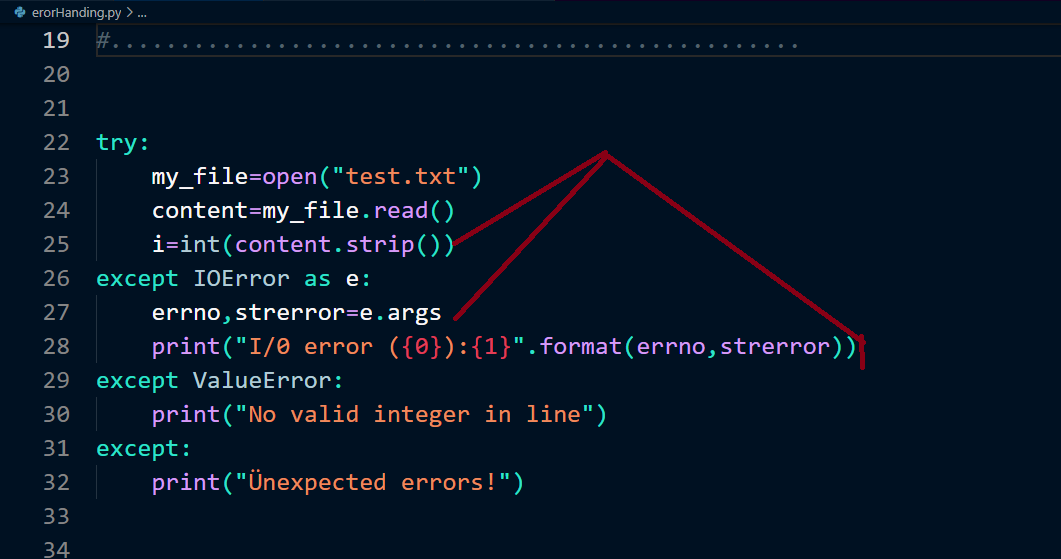 erorHanding.py > ...
19 #..................................................
20
21
22 try:
23     my_file=open("test.txt")
24     content=my_file.read()
25     i=int(content.strip())
26 except IOError as e:
27     errno,strerror=e.args
28     print("I/0 error ({0}):{1}".format(errno,strerror))
29 except ValueError:
30     print("No valid integer in line")
31 except:
32     print("Ünexpected errors!")
33
34